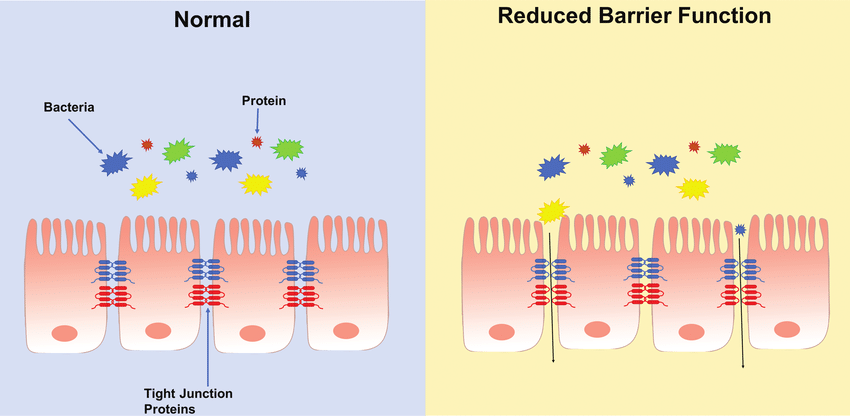 Normal
Reduced Barrier Function
Bacteria
Protein
Tight Junction
Proteins